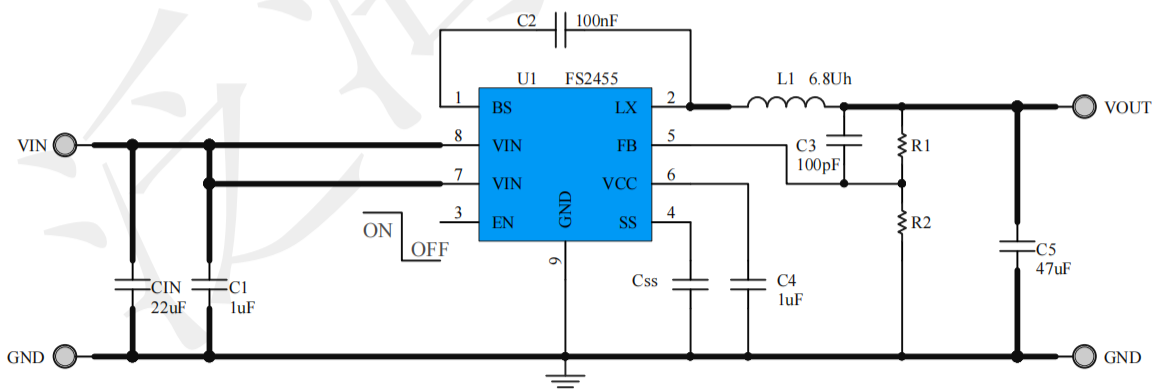 C2 100nF
U1 FS2455
L1 6.8Uh
1 BS LX 2
VOUT
VIN 8 VIN FB 5
C3
100pF
R1
7 VIN VCC 6
3 EN GND SS 4
ON
OFF
R2
9
CIN
22uF
C1
1uF
Css
C4
1uF
C5
47uF
GND
GND